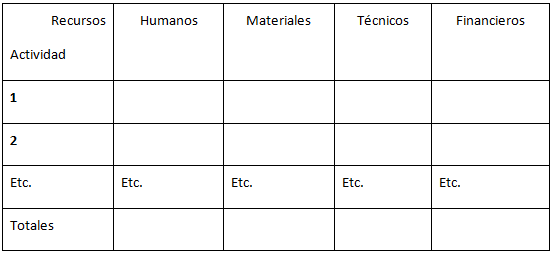 Recursos Humanos Materiales Técnicos Financieros
Actividad
1
2
Etc. Etc. Etc. Etc. Etc.
Totales